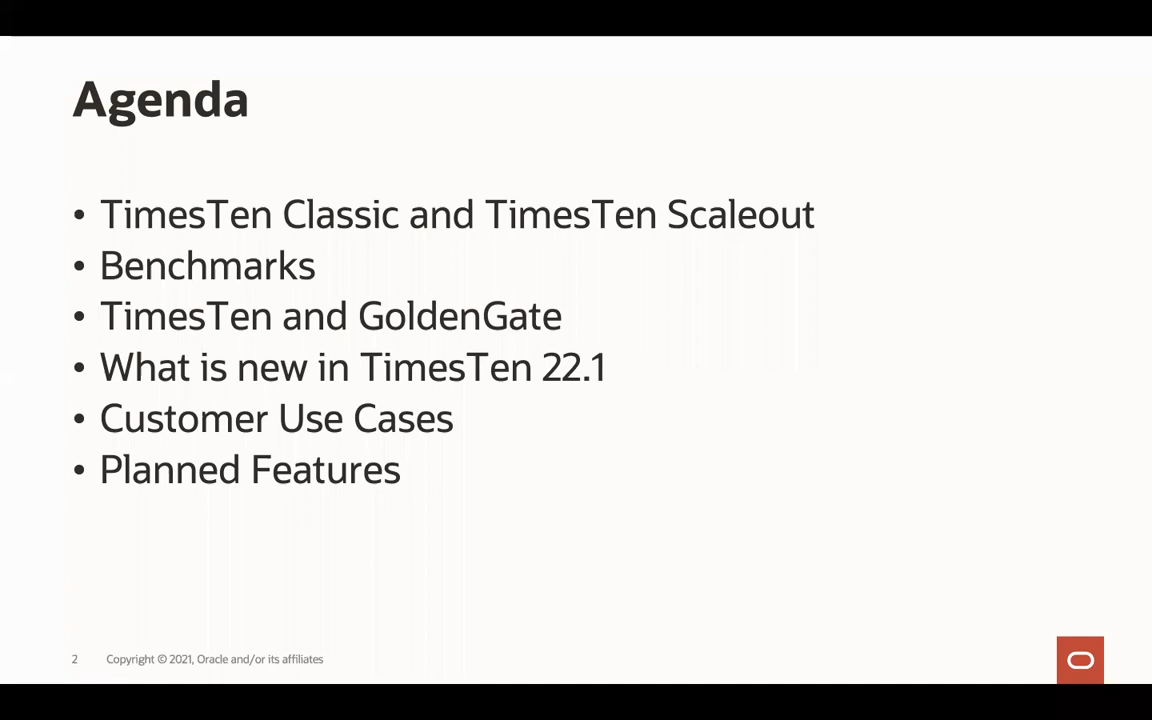 Agenda
• TimesTen Classic and TimesTen Scaleout
• Benchmarks
• TimesTen and GoldenGate
• What is new in TimesTen 22.1
• Customer Use Cases
• Planned Features
2 Copyright © 2021, Oracle and/or its affiliates